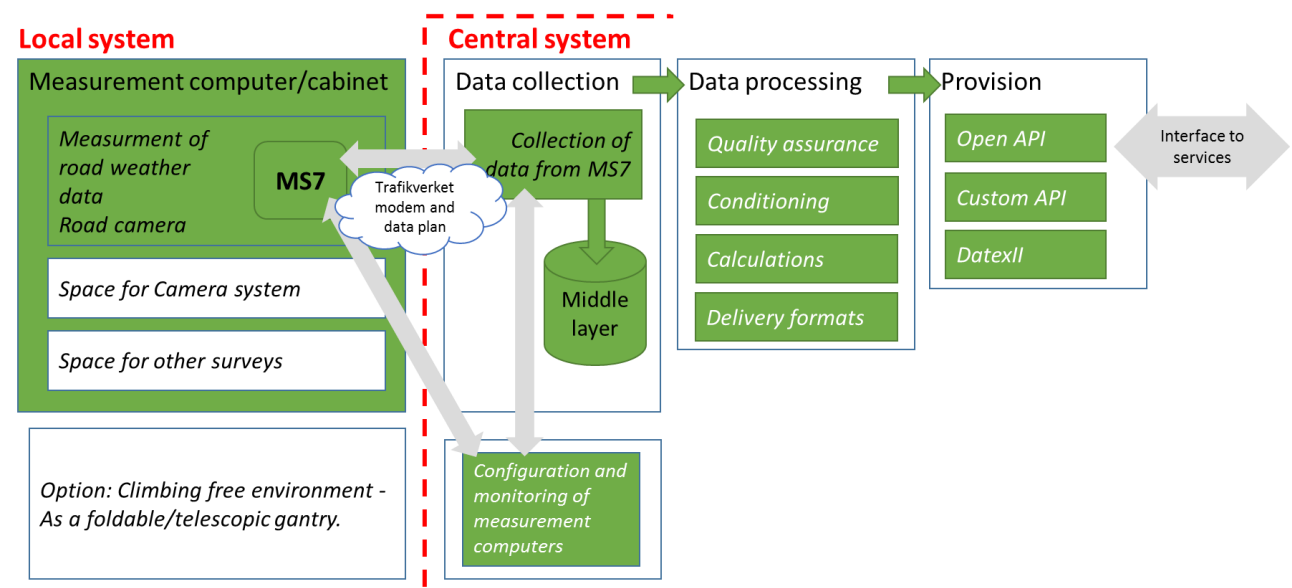 Local system
Measurement computer/cabinet
Measurment of
road weather
data
Road camera
MS7
Space for Camera system
Space for other surveys
Option: Climbing free environment -
As a foldable/telescopic gantry.
Trafikverket
modem and
data plan
Central system
Data collection
Collection of
data from MS7
Middle
layer
Configuration and
monitoring of
measurement
computers
Data processing
Quality assurance
Conditioning
Calculations
Delivery formats
Provision
Open API
Custom API
DatexII
Interface to
services